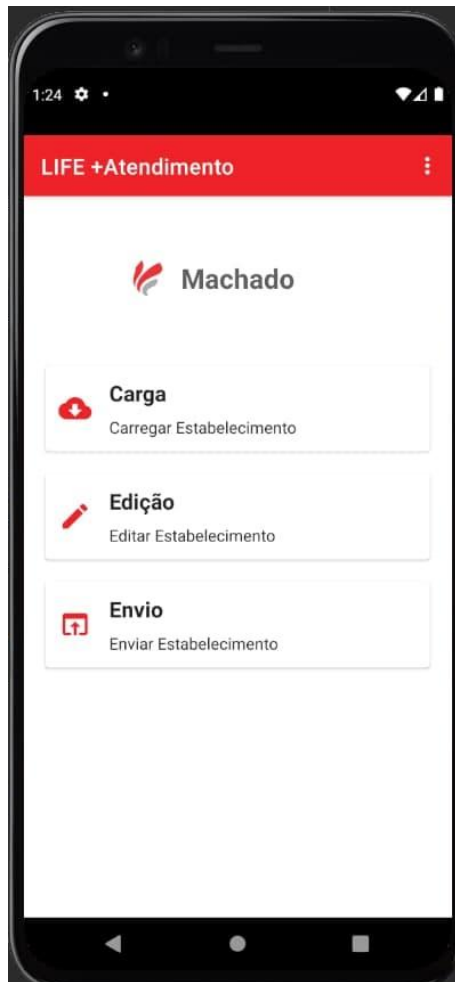 1:24
LIFE +Atendimento
Machado
Carga
Carregar Estabelecimento
Edição
Editar Estabelecimento
Envio
Enviar Estabelecimento